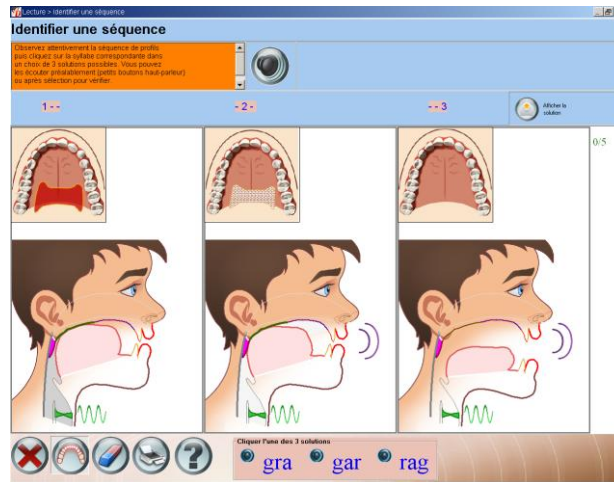 Lecture > Identifier une séquence
Identifier une séquence
Observez attentivement la séquence de profils
puis cliquez sur la syllabe correspondante dans
un choix de 3 solutions possibles. Vous pouvez
les écouter préalablement (petits boutons haut-parleur)
ou après sélection pour vérifier
1 - -
- 2 -
- - 3
Afficher la
solution
0/5
Cliquer l'une des 3 solutions
gra gar rag
?